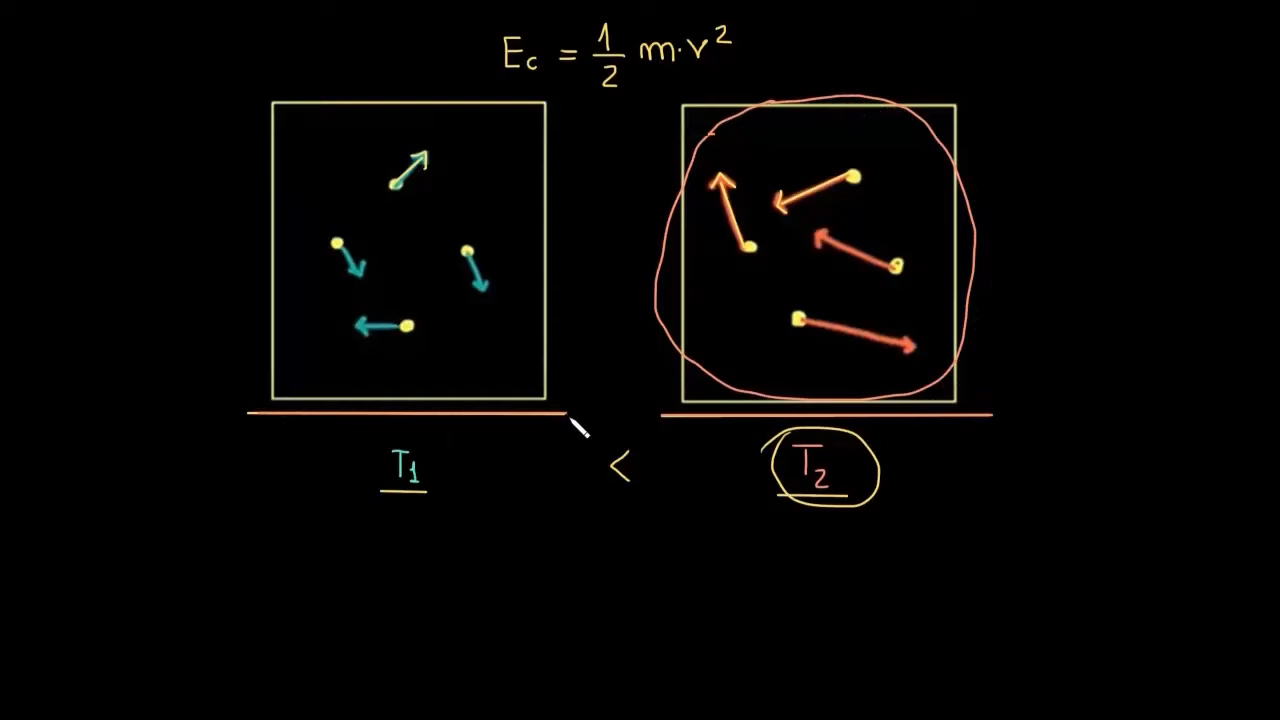 Ec = 1/2 m·v²
T1 < T2